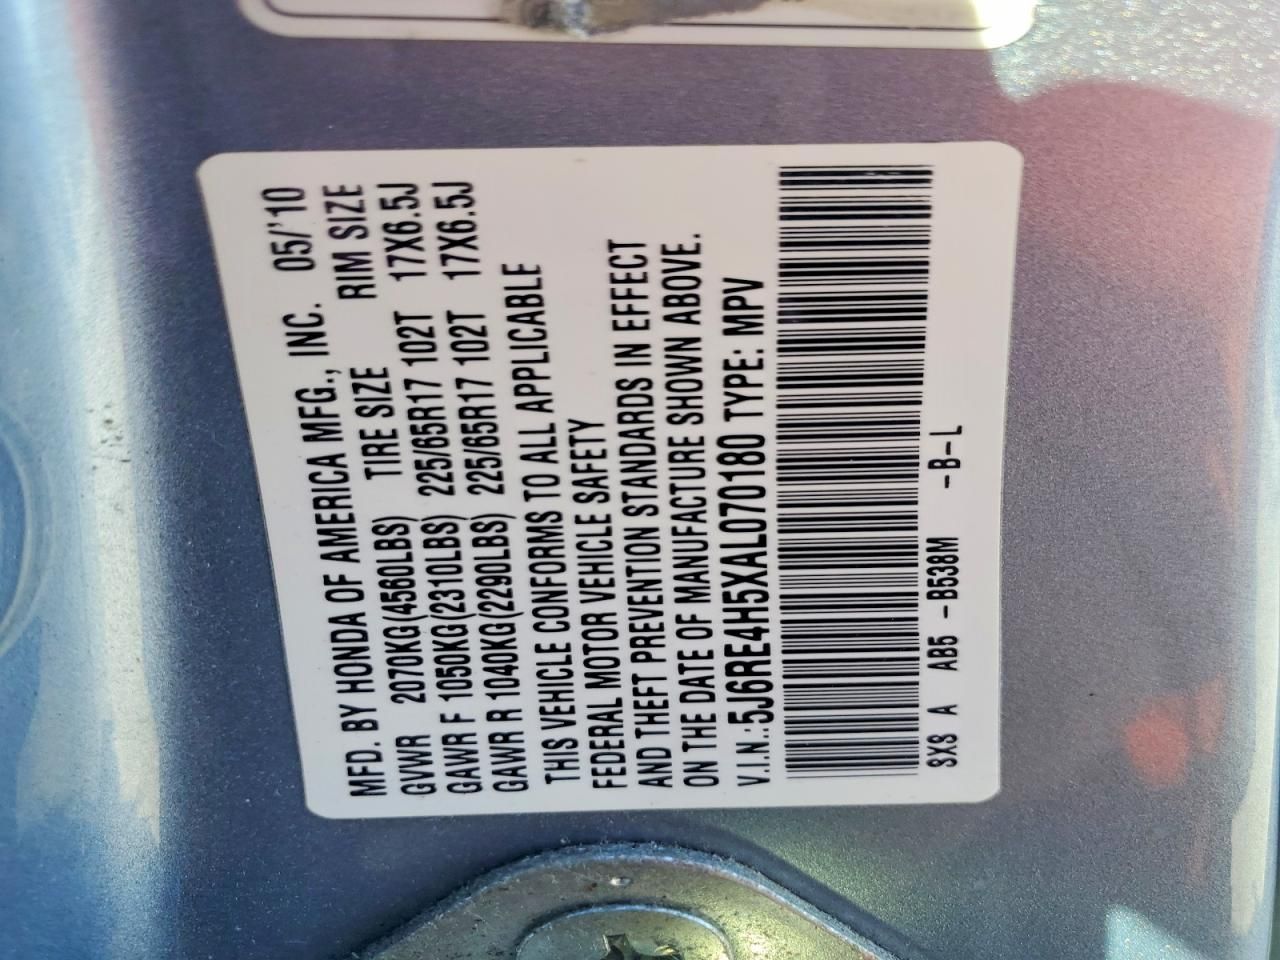 MFD. BY HONDA OF AMERICA MFG., INC. 05/'10
GVWR 2070KG(4560LBS) TIRE SIZE RIM SIZE
GAWR F 1050KG(2310LBS) 225/65R17 102T 17X6.5J
GAWR R 1040KG(2290LBS) 225/65R17 102T 17X6.5J
THIS VEHICLE CONFORMS TO ALL APPLICABLE
FEDERAL MOTOR VEHICLE SAFETY
AND THEFT PREVENTION STANDARDS IN EFFECT
ON THE DATE OF MANUFACTURE SHOWN ABOVE.
V.I.N.:5J6RE4H5XAL070180 TYPE: MPV
SX8 A AB5 -B538M -B-L